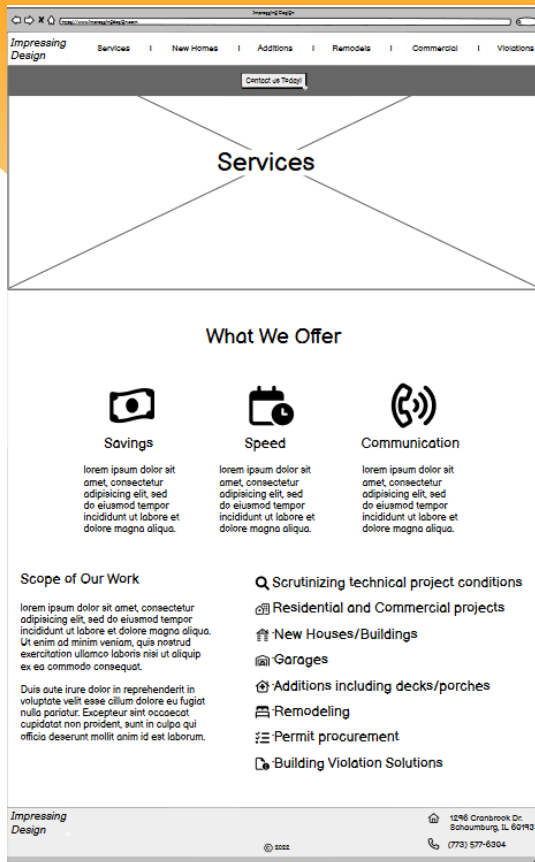 Impressing Design
https://www.impressingdesign.com
Impressing
Design
Services | New Homes | Additions | Remodels | Commercial | Violations
Contact us Today!
Services
What We Offer
Savings
Speed
Communication
lorem ipsum dolor sit
amet, consectetur
adipisicing elit, sed
do eiusmod tempor
incididunt ut labore et
dolore magna aliqua.
lorem ipsum dolor sit
amet, consectetur
adipisicing elit, sed
do eiusmod tempor
incididunt ut labore et
dolore magna aliqua.
lorem ipsum dolor sit
amet, consectetur
adipisicing elit, sed
do eiusmod tempor
incididunt ut labore et
dolore magna aliqua.
Scope of Our Work
lorem ipsum dolor sit amet, consectetur
adipisicing elit, sed do eiusmod tempor
incididunt ut labore et dolore magna aliqua.
Ut enim ad minim veniam, quis nostrud
exercitation ullamco laboris nisi ut aliquip
ex ea commodo consequat.
Duis aute irure dolor in reprehenderit in
voluptate velit esse cillum dolore eu fugiat
nulla pariatur. Excepteur sint occaecat
cupidatat non proident, sunt in culpa qui
officia deserunt mollit anim id est laborum.
Scrutinizing technical project conditions
Residential and Commercial projects
New Houses/Buildings
Garages
Additions including decks/porches
Remodeling
Permit procurement
Building Violation Solutions
Impressing
Design
© 2022
1296 Cranbrook Dr.
Schaumburg, IL 60193
(773) 577-6304